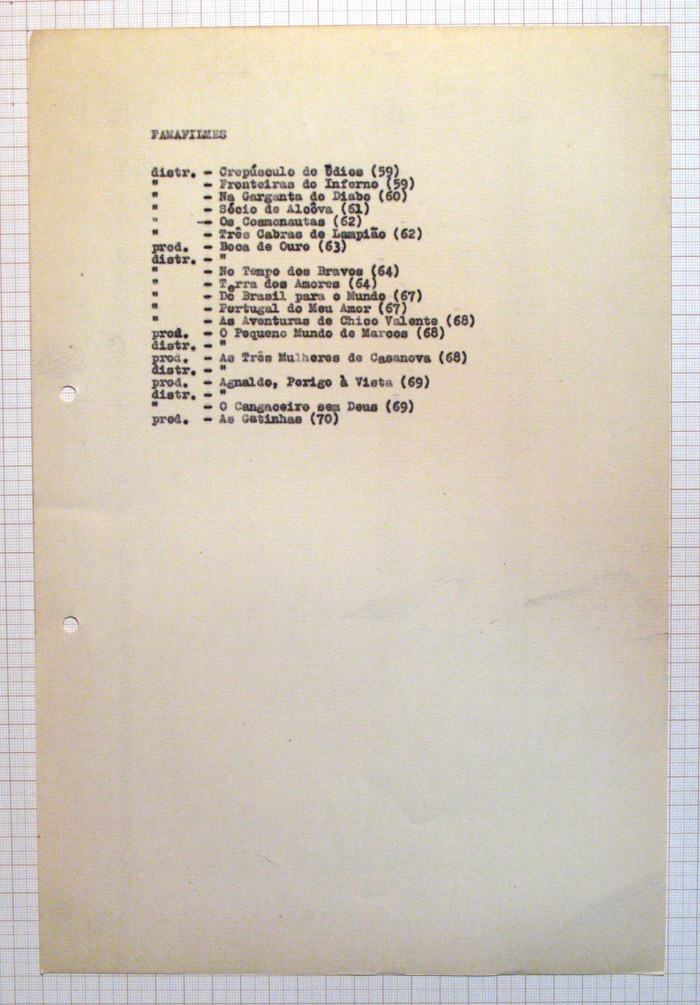 FAMAFILMES
distr. - Crepúsculo de Ódios (59)
" - Fronteiras do Inferno (59)
" - Na Garganta do Diabo (60)
" - Sócio de Alcôva (61)
" - Os Cosmonautas (62)
" - Três Cabras de Lampião (62)
prod. - Boca de Ouro (63)
distr. - "
" - No Tempo dos Bravos (64)
" - Terra dos Amores (64)
" - Do Brasil para o Mundo (67)
" - Portugal do Meu Amor (67)
" - As Aventuras de Chico Valente (68)
prod. - O Pequeno Mundo de Marcos (68)
distr. - "
prod. - As Três Mulheres de Casanova (68)
distr. - "
prod. - Agnaldo, Perigo à Vista (69)
distr. - "
" - O Cangaceiro sem Deus (69)
prod. - As Gatinhas (70)